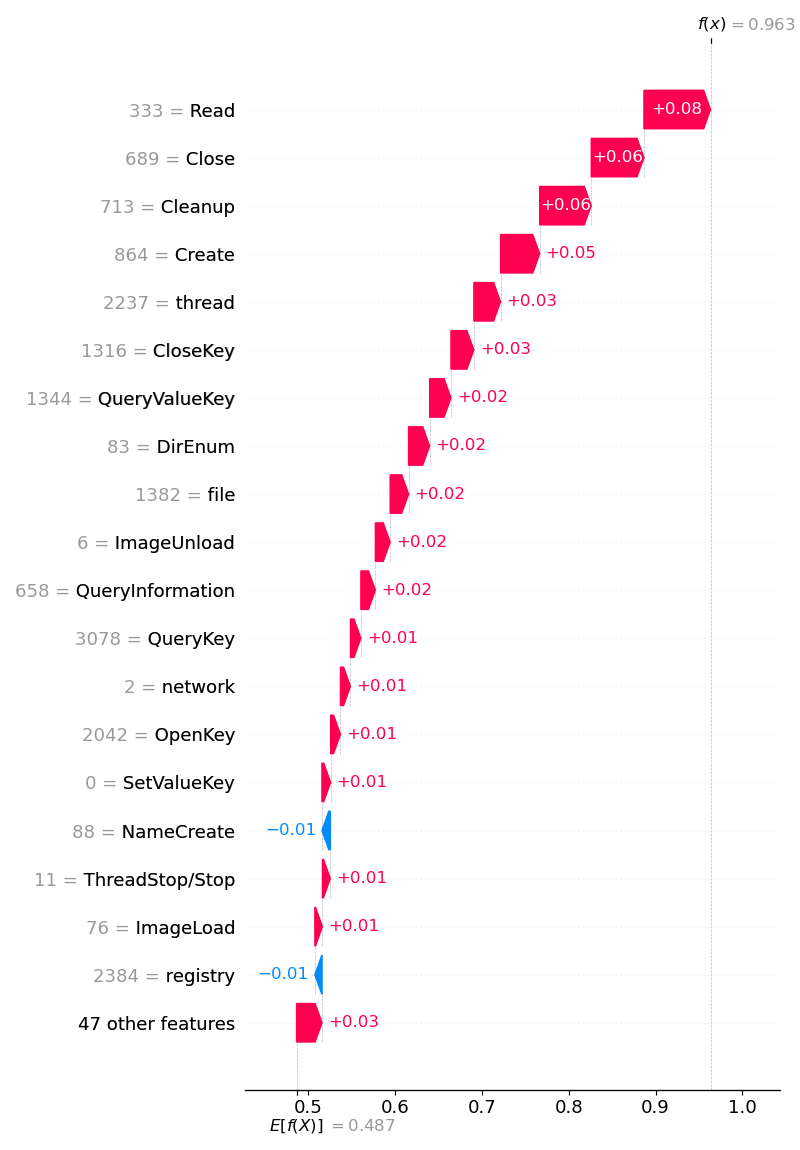 f(x) = 0.963
333 = Read +0.08
689 = Close +0.06
713 = Cleanup +0.06
864 = Create +0.05
2237 = thread +0.03
1316 = CloseKey +0.03
1344 = QueryValueKey +0.02
83 = DirEnum +0.02
1382 = file +0.02
6 = ImageUnload +0.02
658 = QueryInformation +0.02
3078 = QueryKey +0.01
2 = network +0.01
2042 = OpenKey +0.01
0 = SetValueKey +0.01
88 = NameCreate −0.01
11 = ThreadStop/Stop +0.01
76 = ImageLoad +0.01
2384 = registry −0.01
47 other features +0.03
0.5 0.6 0.7 0.8 0.9 1.0
E[f(X)] = 0.487